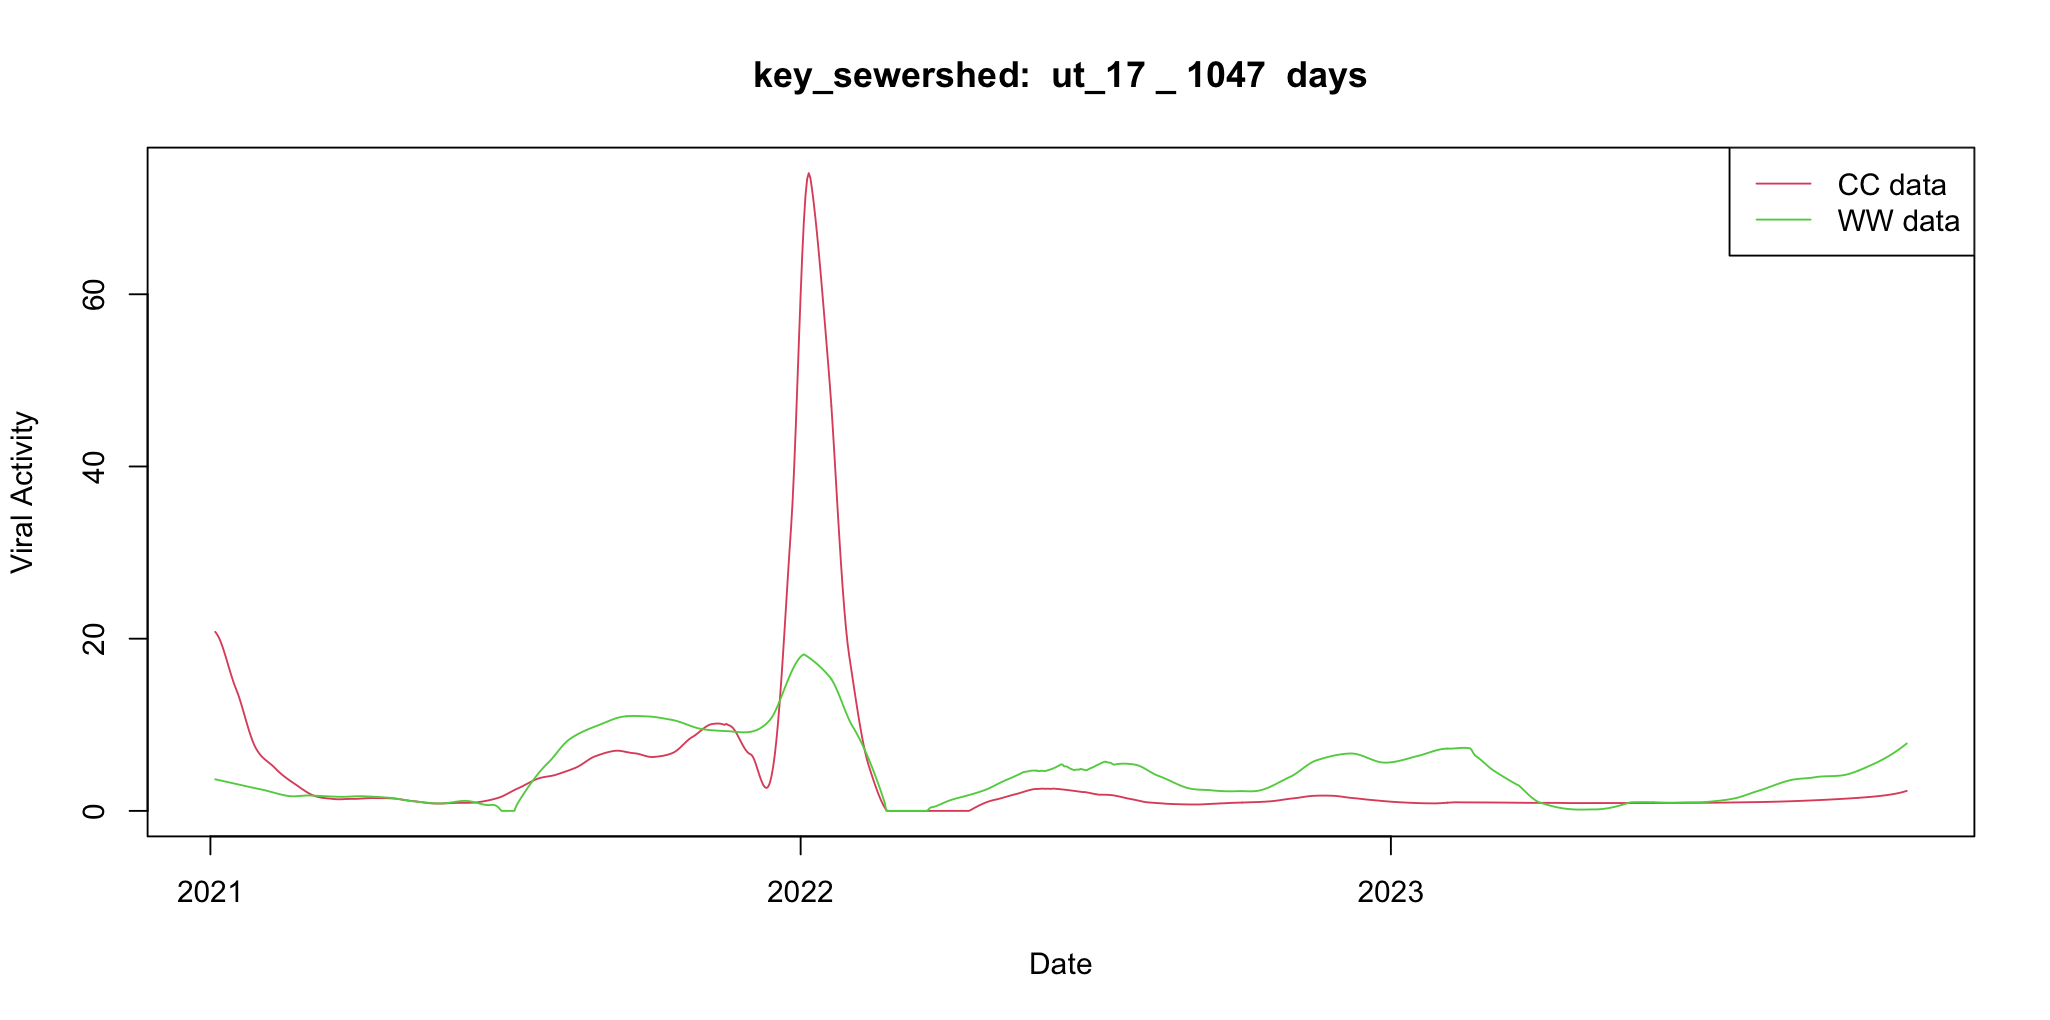 key_sewershed:  ut_17 _ 1047  days
CC data
WW data
Viral Activity
60
40
20
0
2021
2022
2023
Date